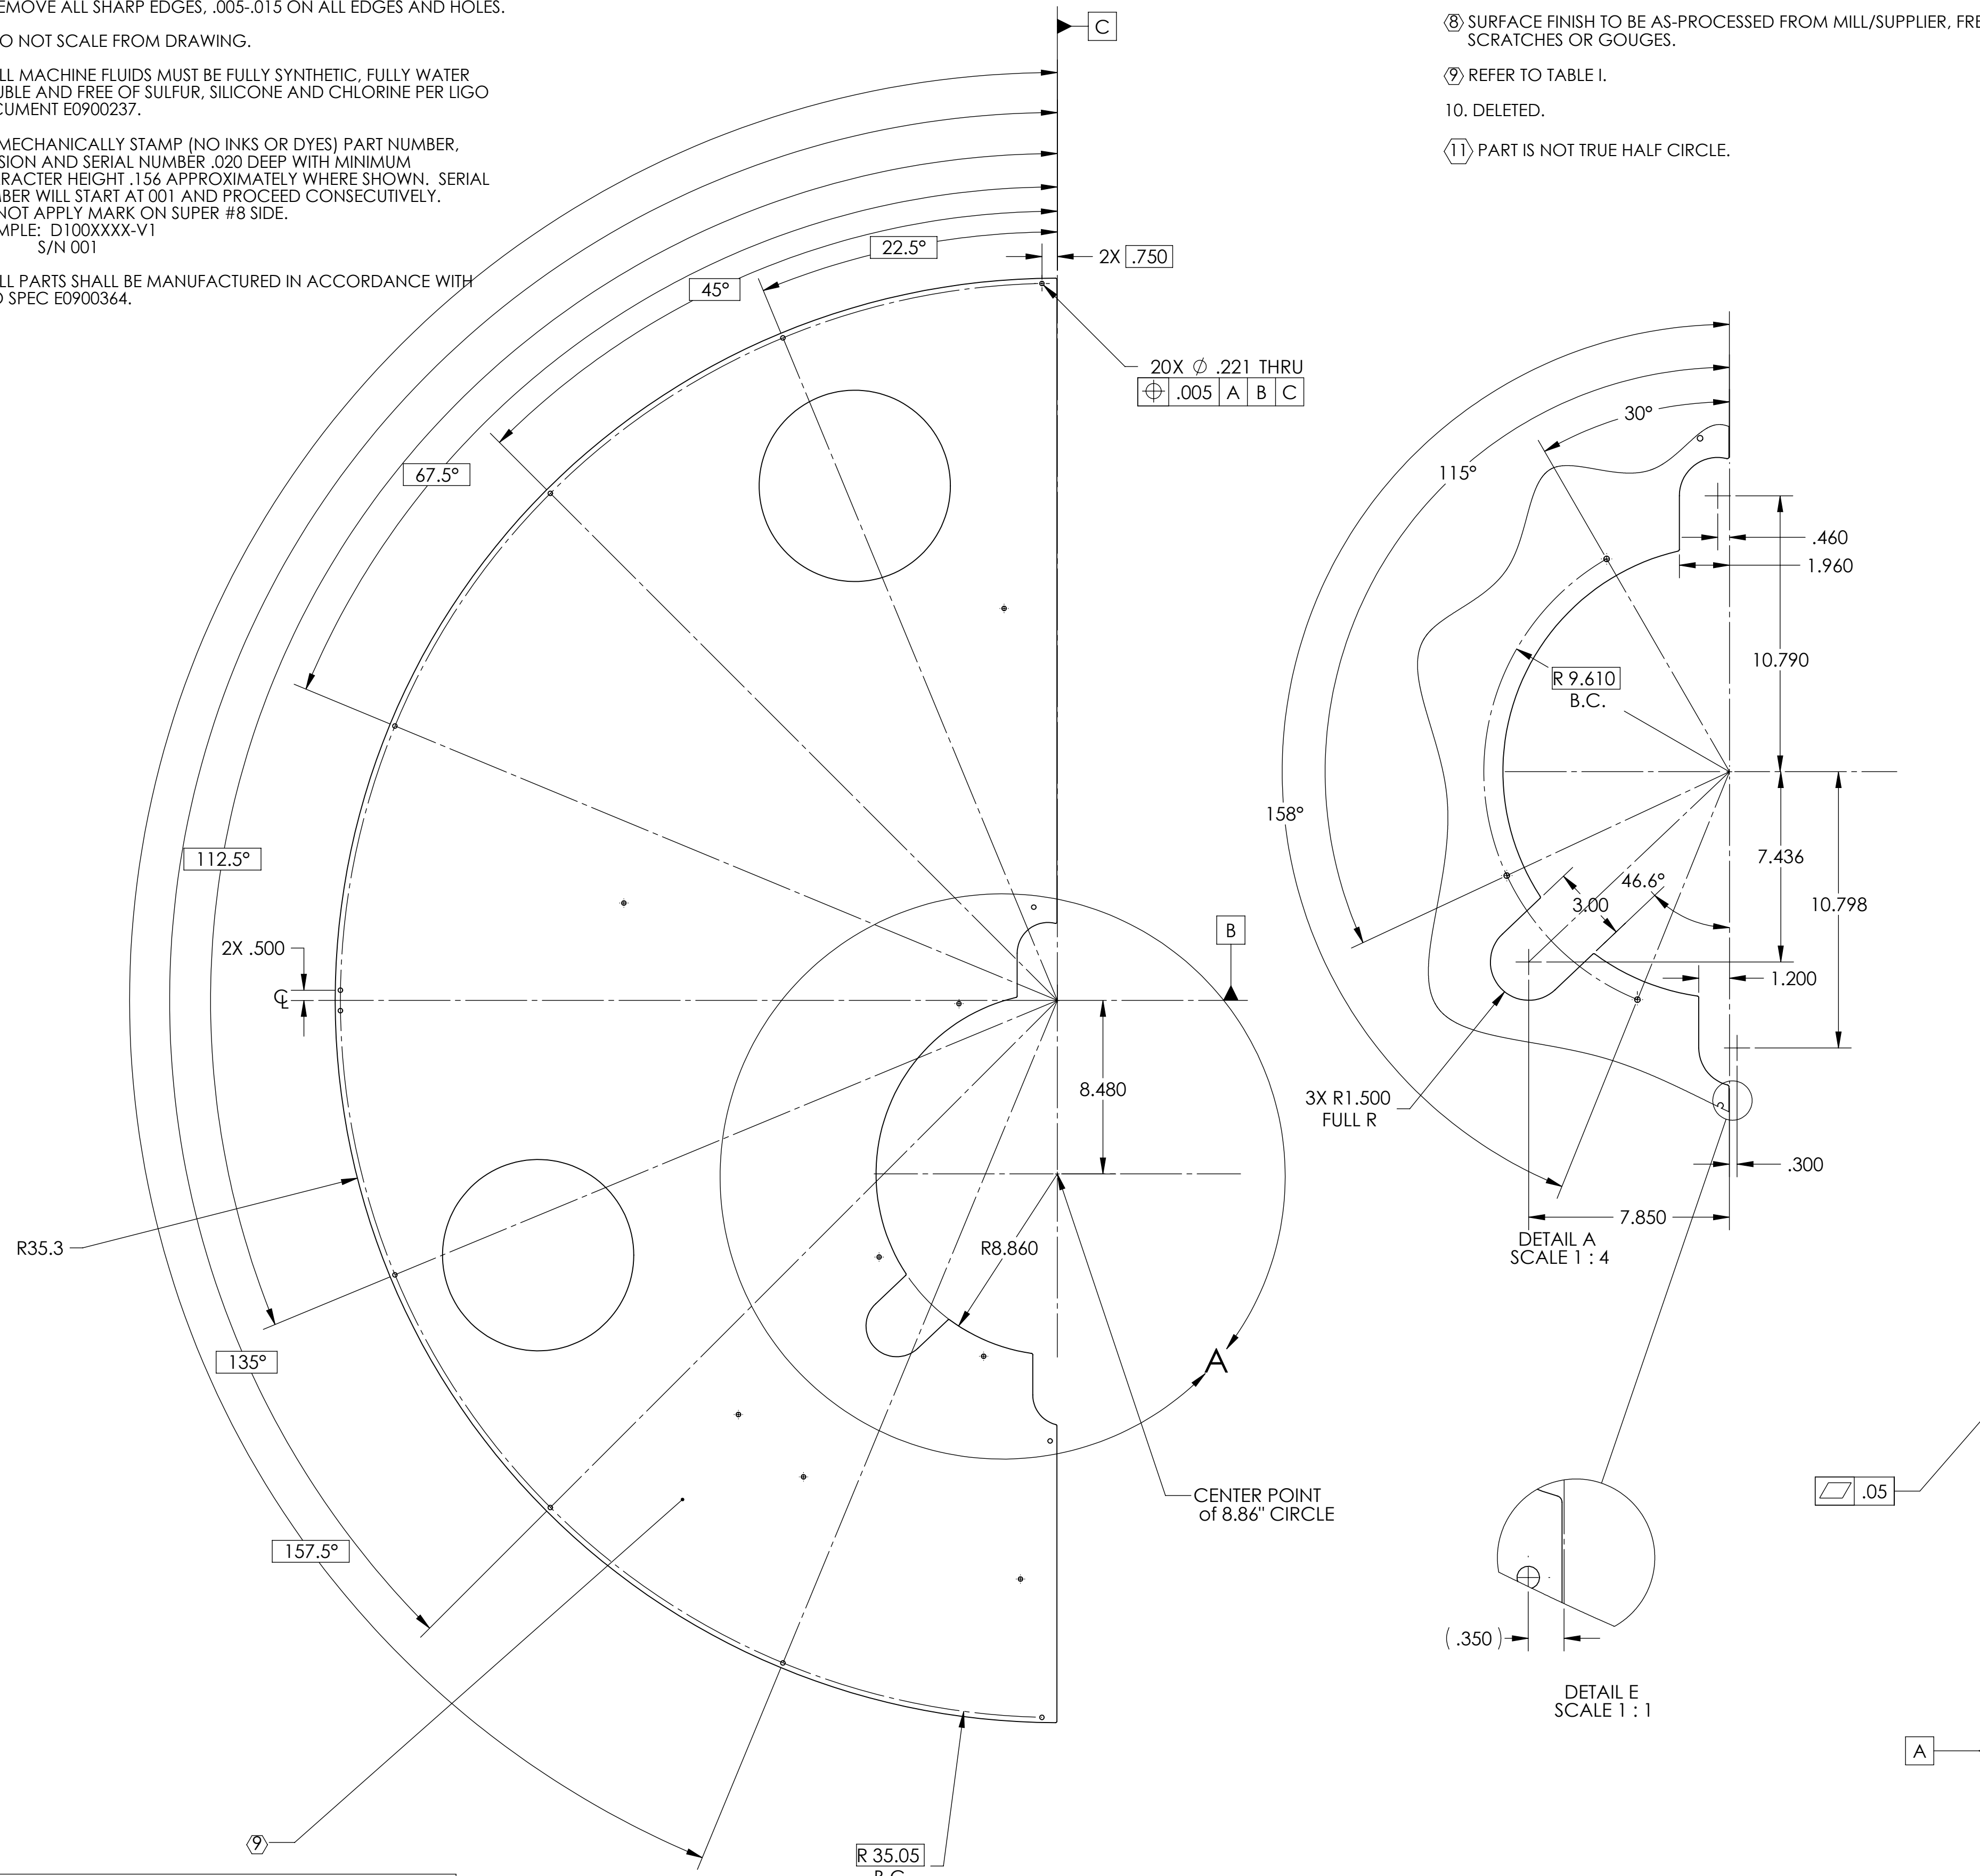 EMOVE ALL SHARP EDGES, .005-.015 ON ALL EDGES AND HOLES.
O NOT SCALE FROM DRAWING.
LL MACHINE FLUIDS MUST BE FULLY SYNTHETIC, FULLY WATER
UBLE AND FREE OF SULFUR, SILICONE AND CHLORINE PER LIGO
CUMENT E0900237.
MECHANICALLY STAMP (NO INKS OR DYES) PART NUMBER,
SION AND SERIAL NUMBER .020 DEEP WITH MINIMUM
RACTER HEIGHT .156 APPROXIMATELY WHERE SHOWN. SERIAL
MBER WILL START AT 001 AND PROCEED CONSECUTIVELY.
NOT APPLY MARK ON SUPER #8 SIDE.
MPLE: D100XXXX-V1
S/N 001
LL PARTS SHALL BE MANUFACTURED IN ACCORDANCE WITH
O SPEC E0900364.
8 SURFACE FINISH TO BE AS-PROCESSED FROM MILL/SUPPLIER, FRE
SCRATCHES OR GOUGES.
9 REFER TO TABLE I.
10. DELETED.
11 PART IS NOT TRUE HALF CIRCLE.
C
22.5°
2X .750
45°
20X ∅ .221 THRU
⌖ .005 A B C
67.5°
112.5°
2X .500
℄
B
8.480
R35.3
R8.860
135°
A
CENTER POINT
of 8.86" CIRCLE
157.5°
9
R 35.05
B.C.
30°
115°
.460
1.960
10.790
R 9.610
B.C.
158°
7.436
46.6°
3.00
10.798
1.200
3X R1.500
FULL R
.300
7.850
DETAIL A
SCALE 1 : 4
⏥ .05
( .350 )
DETAIL E
SCALE 1 : 1
A